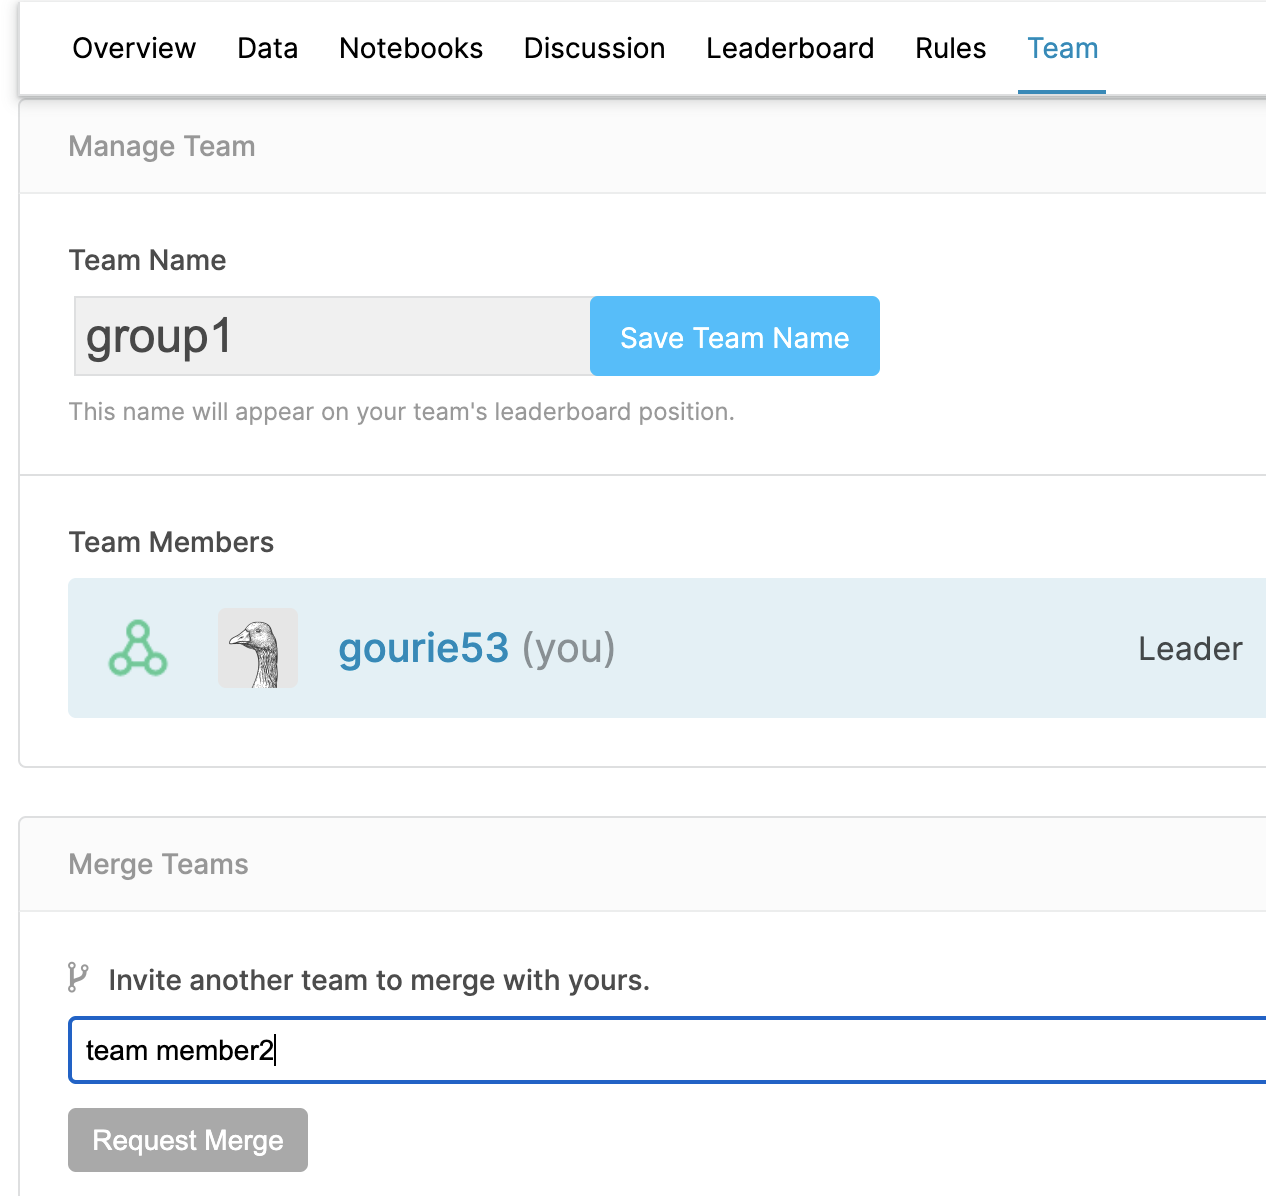 Overview Data Notebooks Discussion Leaderboard Rules Team
Manage Team
Team Name
group1 Save Team Name
This name will appear on your team's leaderboard position.
Team Members
gourie53 (you) Leader
Merge Teams
Invite another team to merge with yours.
team member2
Request Merge